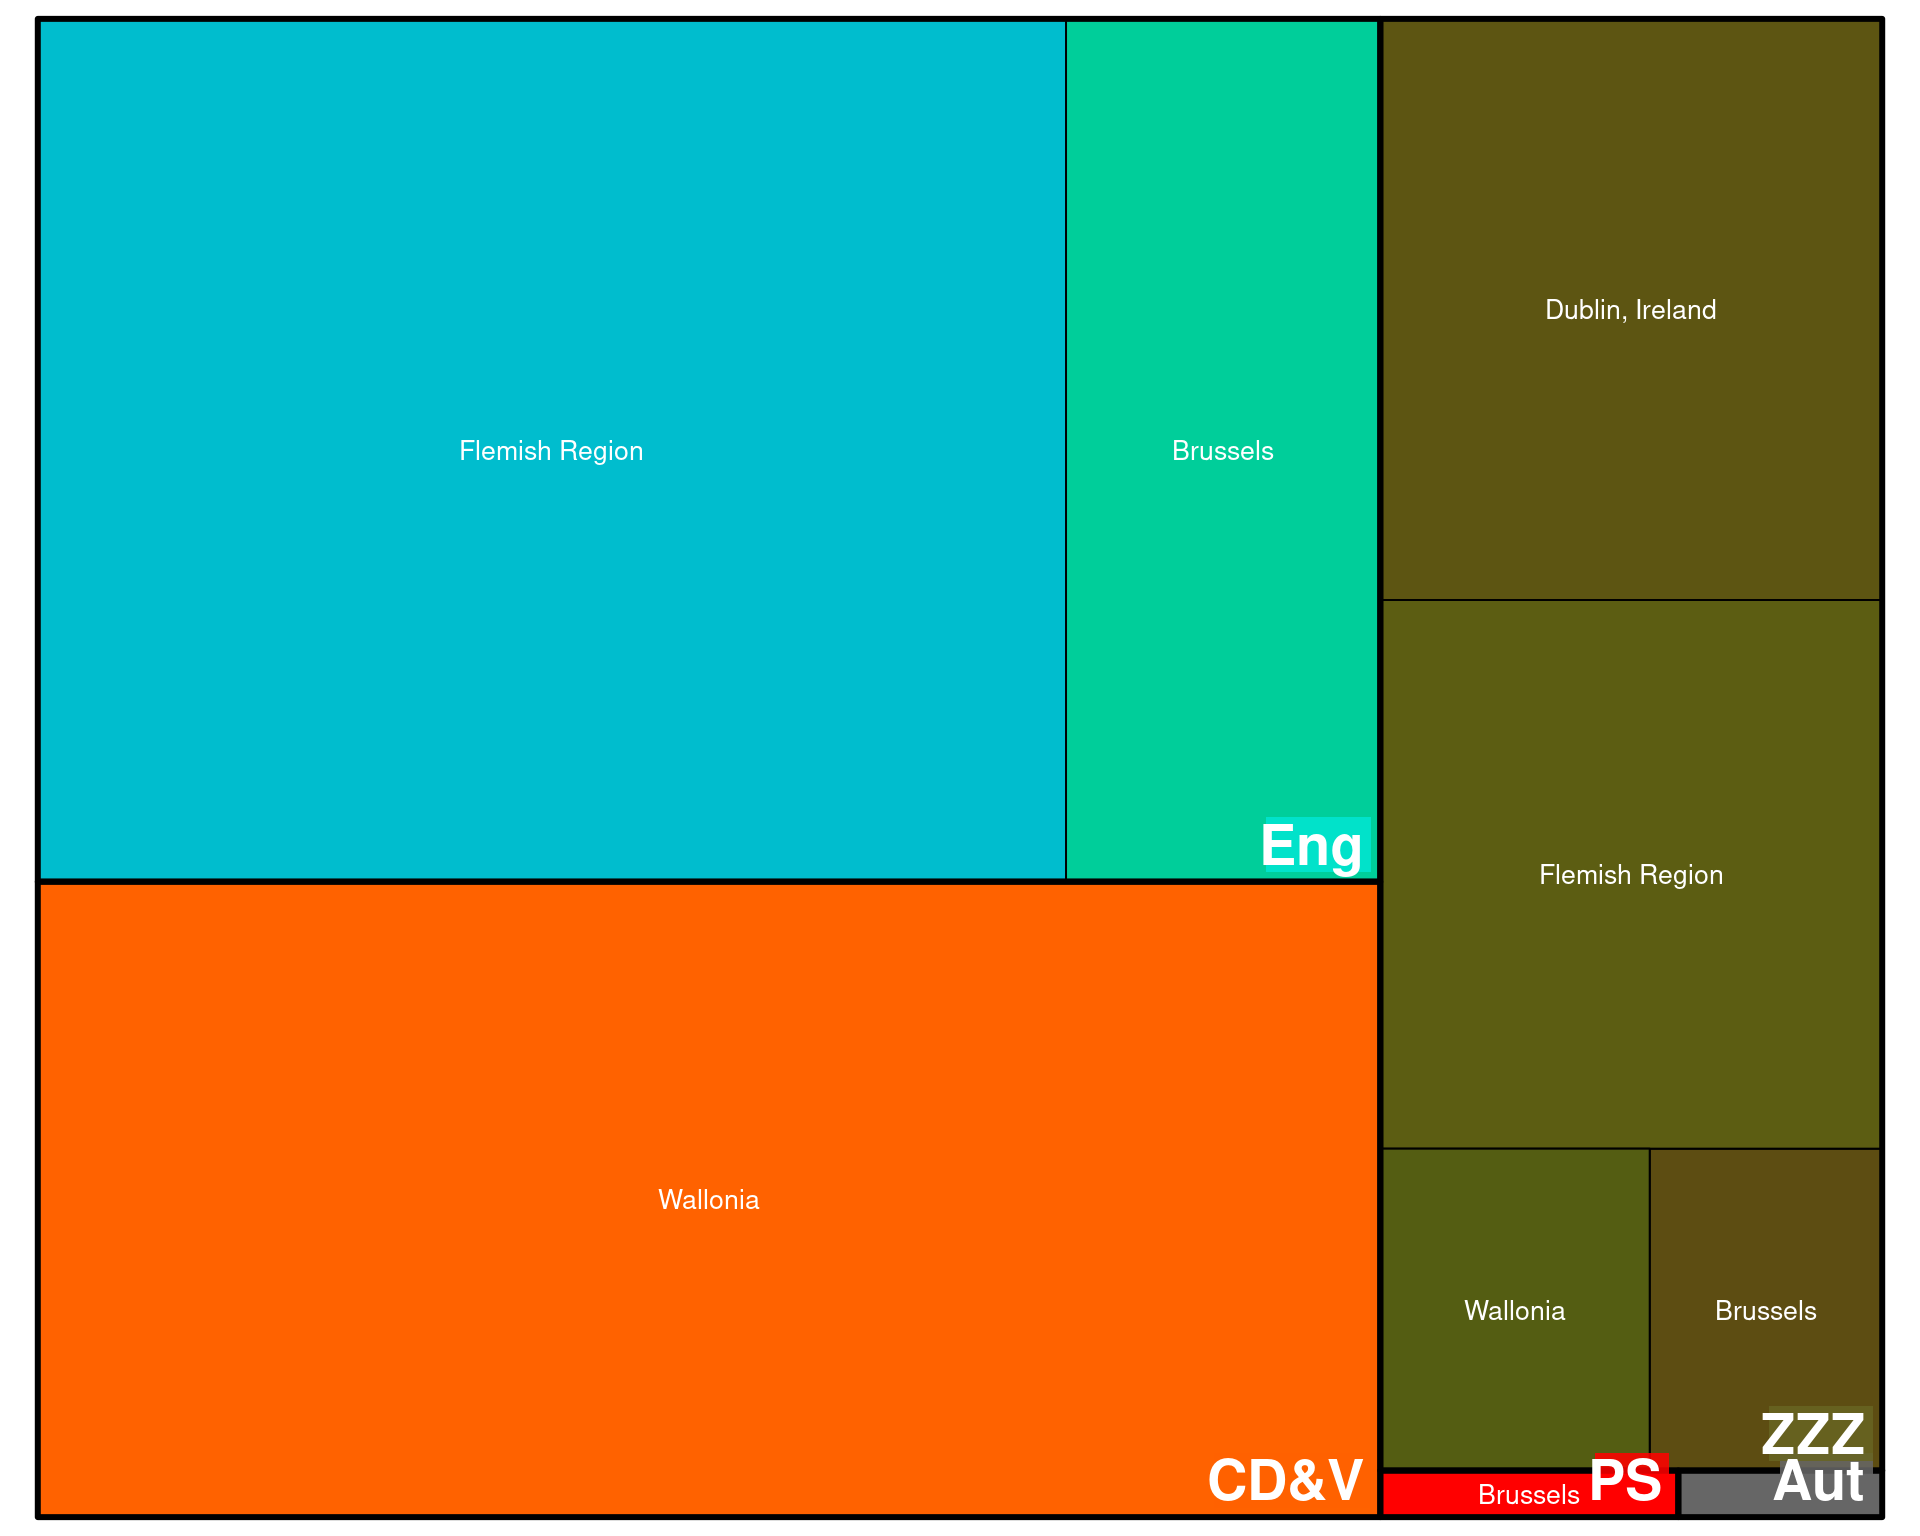 Flemish Region
Brussels
Eng
Wallonia
CD&V
Dublin, Ireland
Flemish Region
Wallonia
Brussels
ZZZ
Brussels
PS
Aut